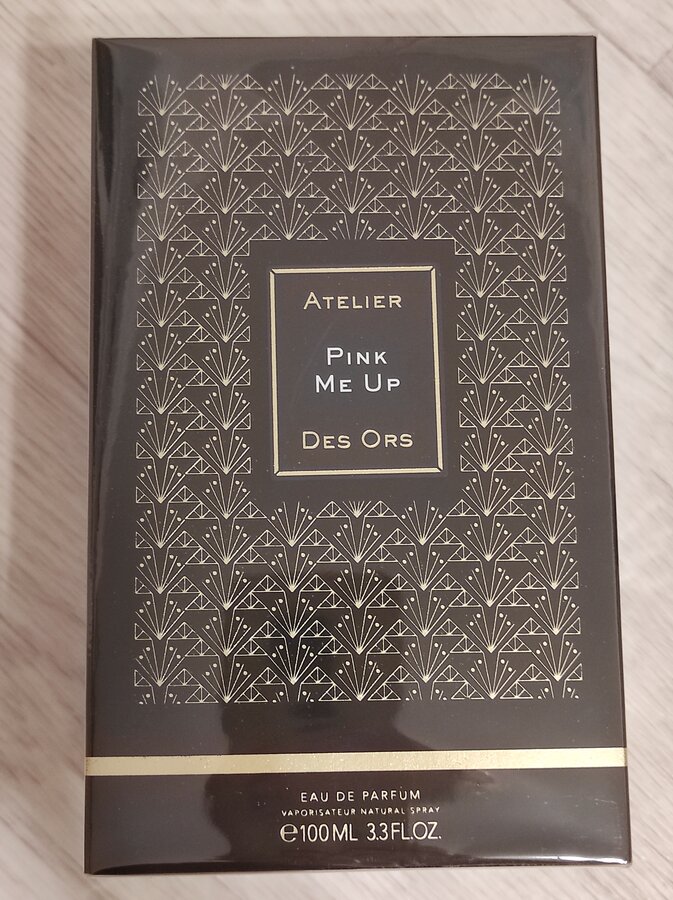 ATELIER
PINK
ME UP
DES ORS
EAU DE PARFUM
VAPORISATEUR NATURAL SPRAY
℮100ML 3.3FL.OZ.